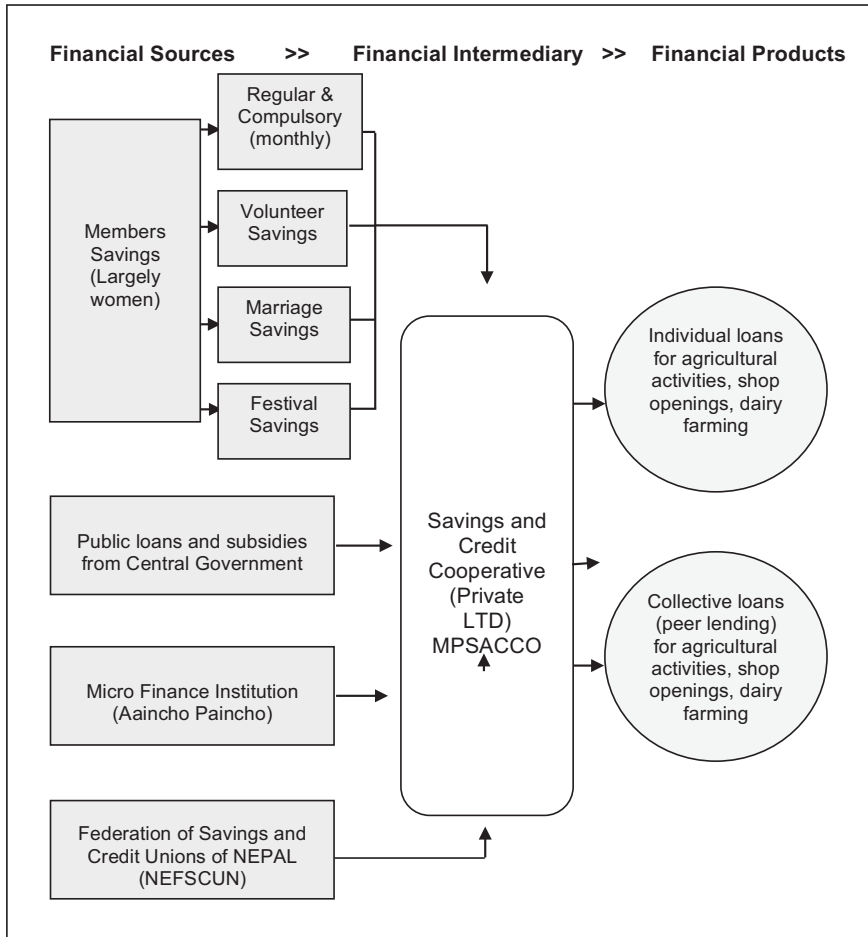 Financial Sources >> Financial Intermediary >> Financial Products
Regular &
Compulsory
(monthly)
Members
Savings
(Largely
women)
Volunteer
Savings
Marriage
Savings
Festival
Savings
Public loans and subsidies
from Central Government
Micro Finance Institution
(Aaincho Paincho)
Federation of Savings and
Credit Unions of NEPAL
(NEFSCUN)
Savings and
Credit
Cooperative
(Private
LTD)
MPSACCO
Individual loans
for agricultural
activities, shop
openings, dairy
farming
Collective loans
(peer lending)
for agricultural
activities, shop
openings, dairy
farming